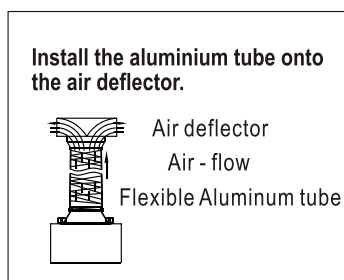 Install the aluminium tube onto
the air deflector.
Air deflector
Air - flow
Flexible Aluminum tube